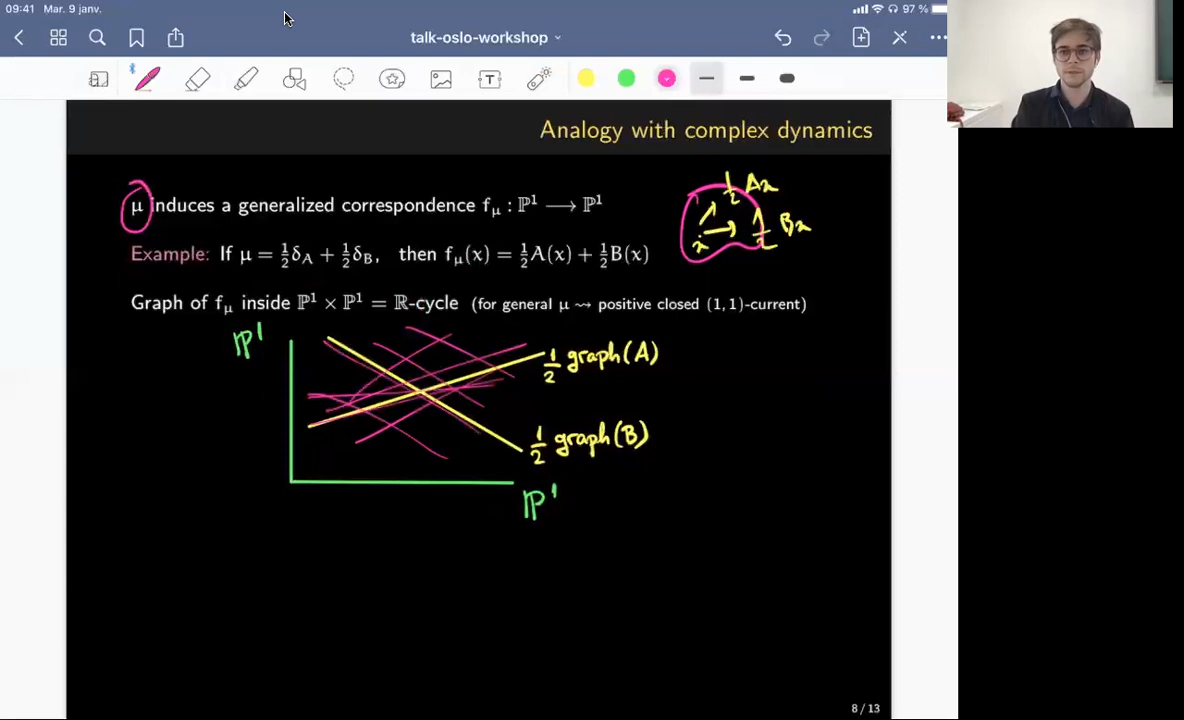 09:41 Mar. 9 janv. 97 %
talk-oslo-workshop
T
Analogy with complex dynamics
μ induces a generalized correspondence f_μ : ℙ¹ ⟶ ℙ¹
½ Ax
x ½ Bx
Example: If μ = ½δ_A + ½δ_B, then f_μ(x) = ½A(x) + ½B(x)
Graph of f_μ inside ℙ¹ × ℙ¹ = ℝ-cycle (for general μ ⇝ positive closed (1, 1)-current)
ℙ¹
½ graph(A)
½ graph(B)
ℙ¹
8 / 13